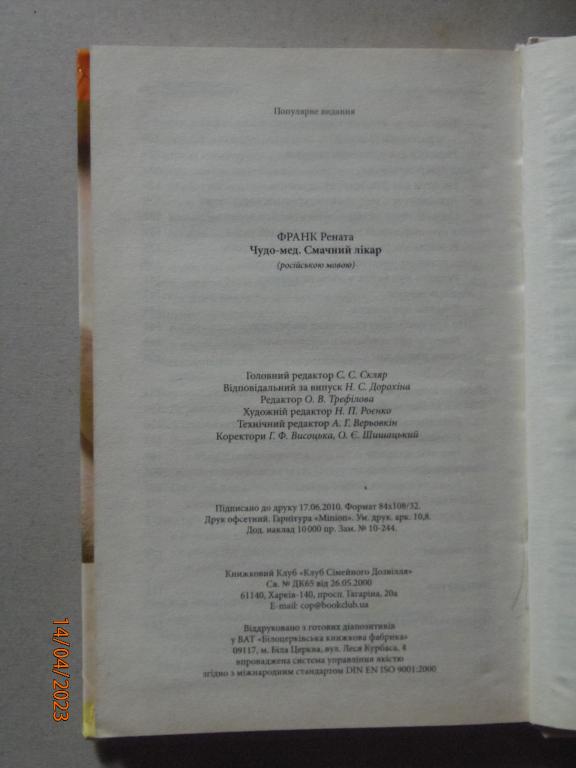 Популярне видання
ФРАНК Рената
Чудо-мед. Смачний лікар
(російською мовою)
Головний редактор С. С. Скляр
Відповідальний за випуск Н. С. Дорохіна
Редактор О. В. Трефілова
Художній редактор Н. П. Роєнко
Технічний редактор А. Г. Верьовкін
Коректори Г. Ф. Висоцька, О. Є. Шишацький
Підписано до друку 17.06.2010. Формат 84х108/32.
Друк офсетний. Гарнітура «Minion». Ум. друк. арк. 10,8.
Дод. наклад 10 000 пр. Зам. № 10-244.
Книжковий Клуб «Клуб Сімейного Дозвілля»
Св. № ДК65 від 26.05.2000
61140, Харків-140, просп. Гагаріна, 20а
E-mail: cop@bookclub.ua
Віддруковано з готових діапозитивів
у ВАТ «Білоцерківська книжкова фабрика»
09117, м. Біла Церква, вул. Леся Курбаса, 4
впроваджена система управління якістю
згідно з міжнародним стандартом DIN EN ISO 9001:2000
14/04/2023